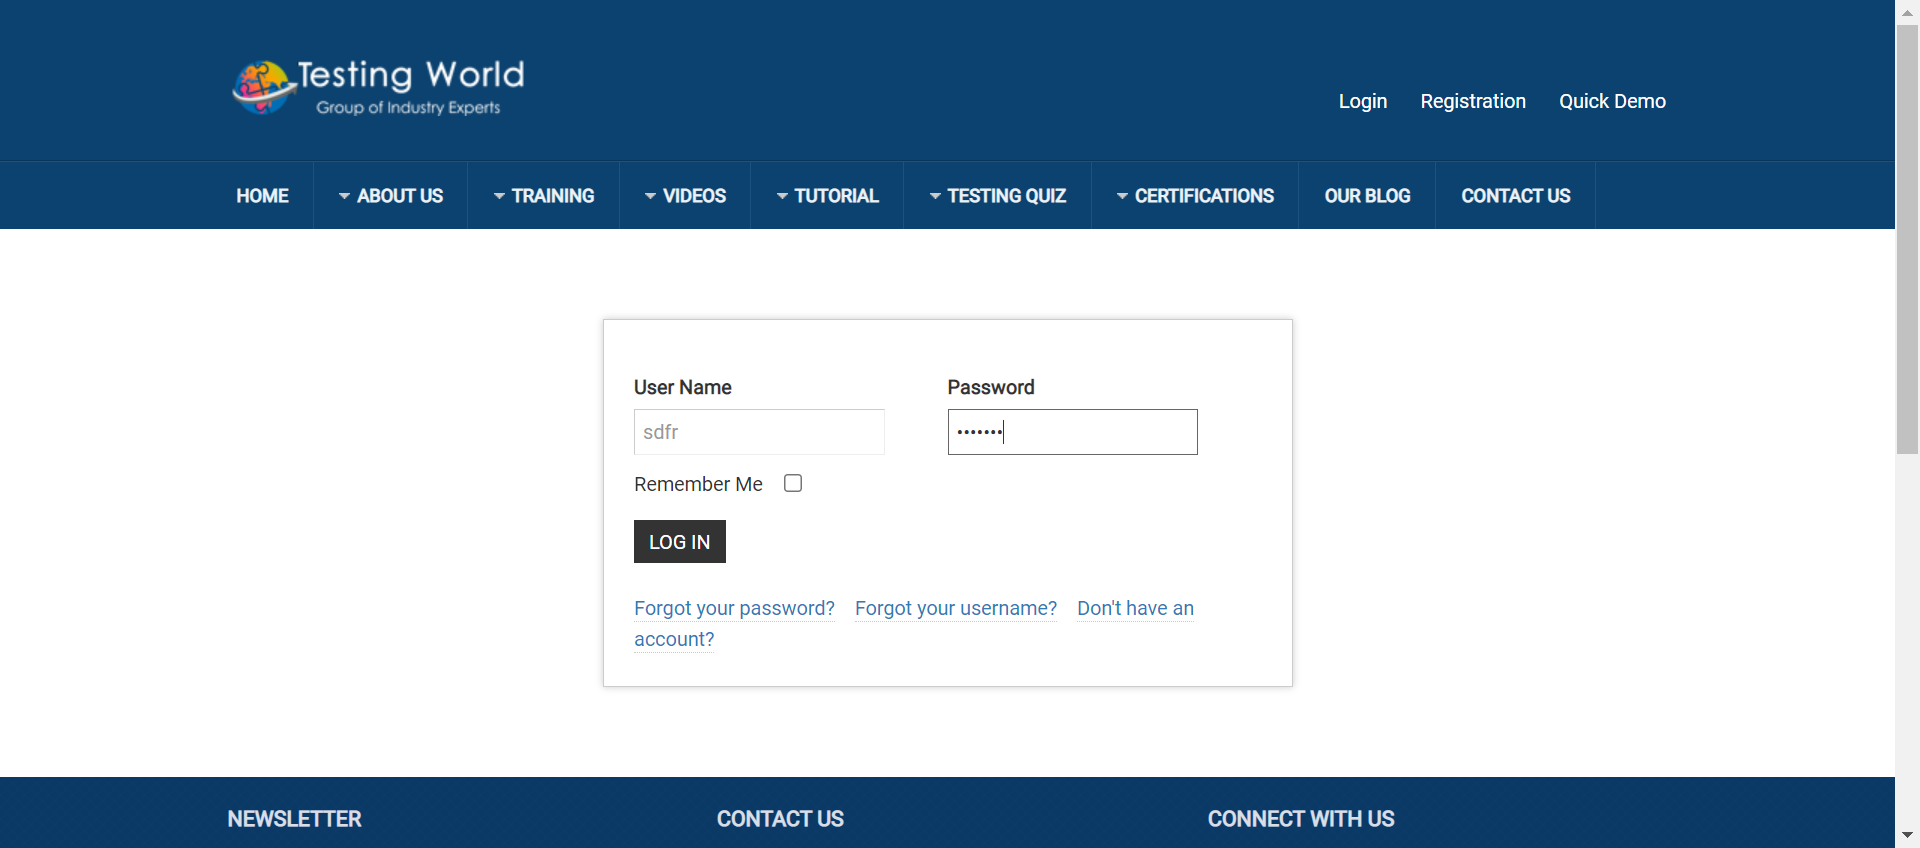 Testing World
Group of Industry Experts
Login Registration Quick Demo
HOME ABOUT US TRAINING VIDEOS TUTORIAL TESTING QUIZ CERTIFICATIONS OUR BLOG CONTACT US
User Name Password
sdfr •••••••
Remember Me
LOG IN
Forgot your password? Forgot your username? Don't have an
account?
NEWSLETTER CONTACT US CONNECT WITH US